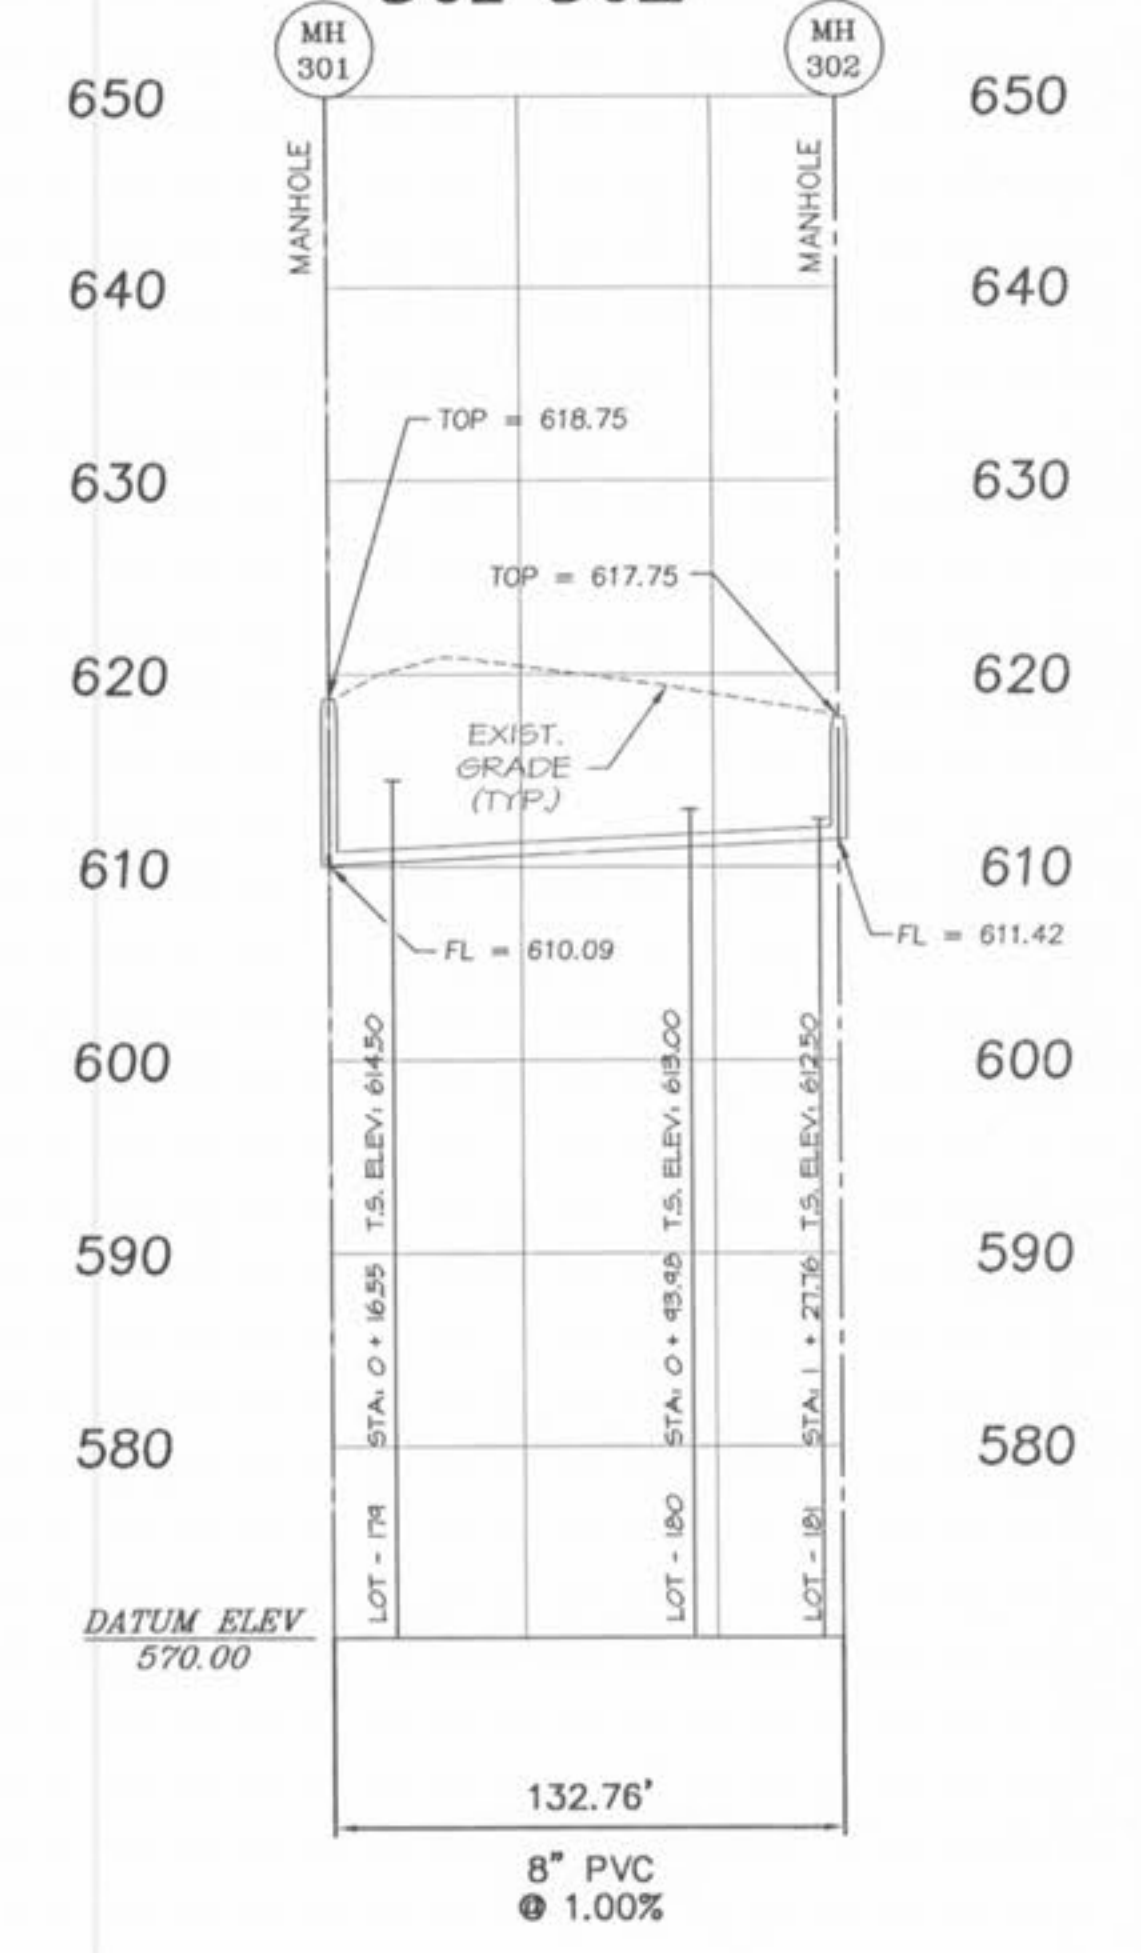 MH
301
MH
302
650
650
MANHOLE
MANHOLE
640
640
TOP = 618.75
630
630
TOP = 617.75
620
620
EXIST.
GRADE
(TYP.)
610
610
FL = 610.09
FL = 611.42
600
600
590
590
580
580
LOT - 179 STA: 0 + 16.55 T.S. ELEV: 614.50
LOT - 180 STA: 0 + 93.98 T.S. ELEV: 613.00
LOT - 181 STA: 1 + 27.76 T.S. ELEV: 612.50
DATUM ELEV
570.00
132.76'
8" PVC
@ 1.00%